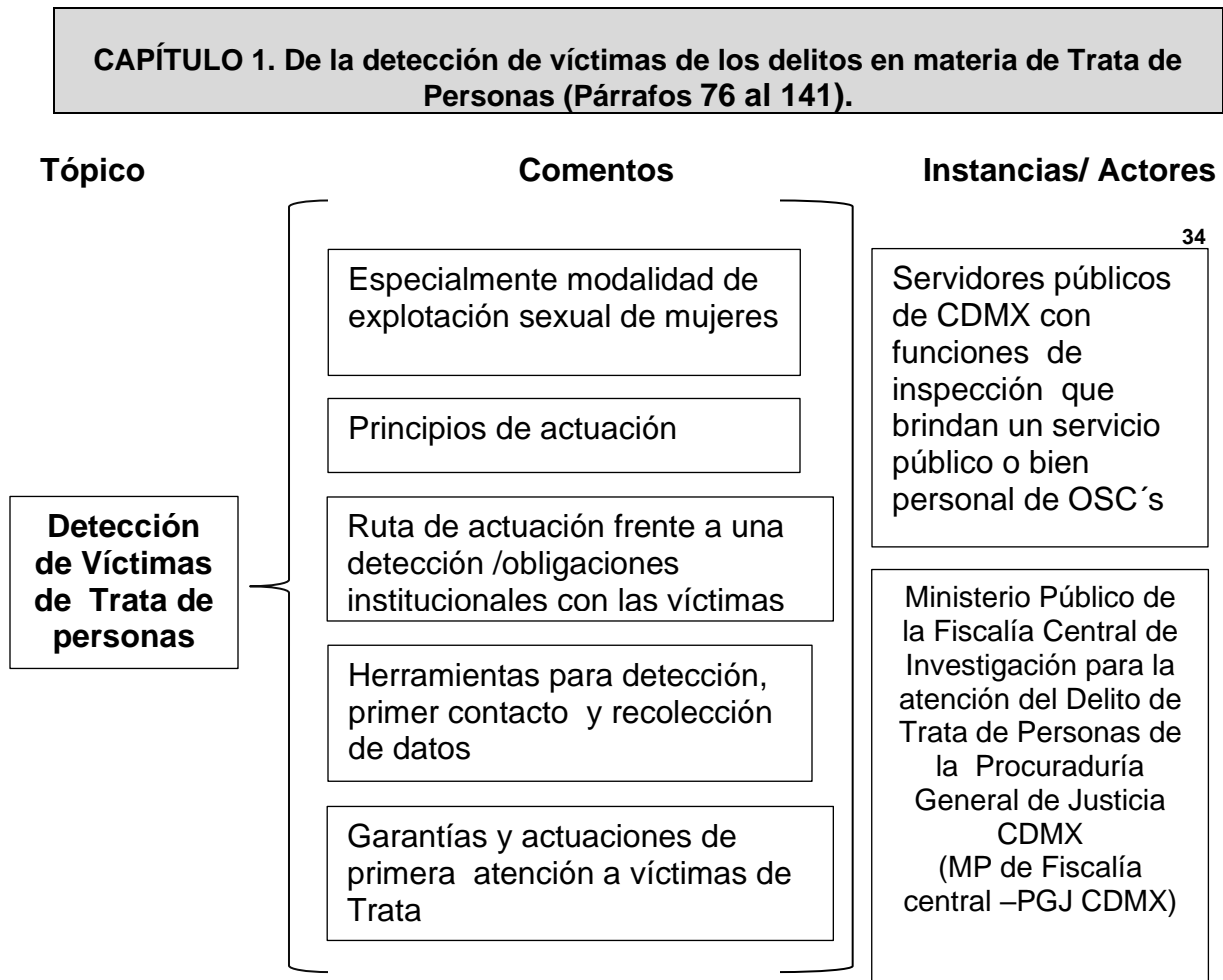 CAPÍTULO 1. De la detección de víctimas de los delitos en materia de Trata de
Personas (Párrafos 76 al 141).
Tópico
Comentos
Instancias/ Actores
34
Detección
de Víctimas
de Trata de
personas
Especialmente modalidad de
explotación sexual de mujeres
Principios de actuación
Ruta de actuación frente a una
detección /obligaciones
institucionales con las víctimas
Herramientas para detección,
primer contacto y recolección
de datos
Garantías y actuaciones de
primera atención a víctimas de
Trata
Servidores públicos
de CDMX con
funciones de
inspección que
brindan un servicio
público o bien
personal de OSC´s
Ministerio Público de
la Fiscalía Central de
Investigación para la
atención del Delito de
Trata de Personas de
la Procuraduría
General de Justicia
CDMX
(MP de Fiscalía
central –PGJ CDMX)